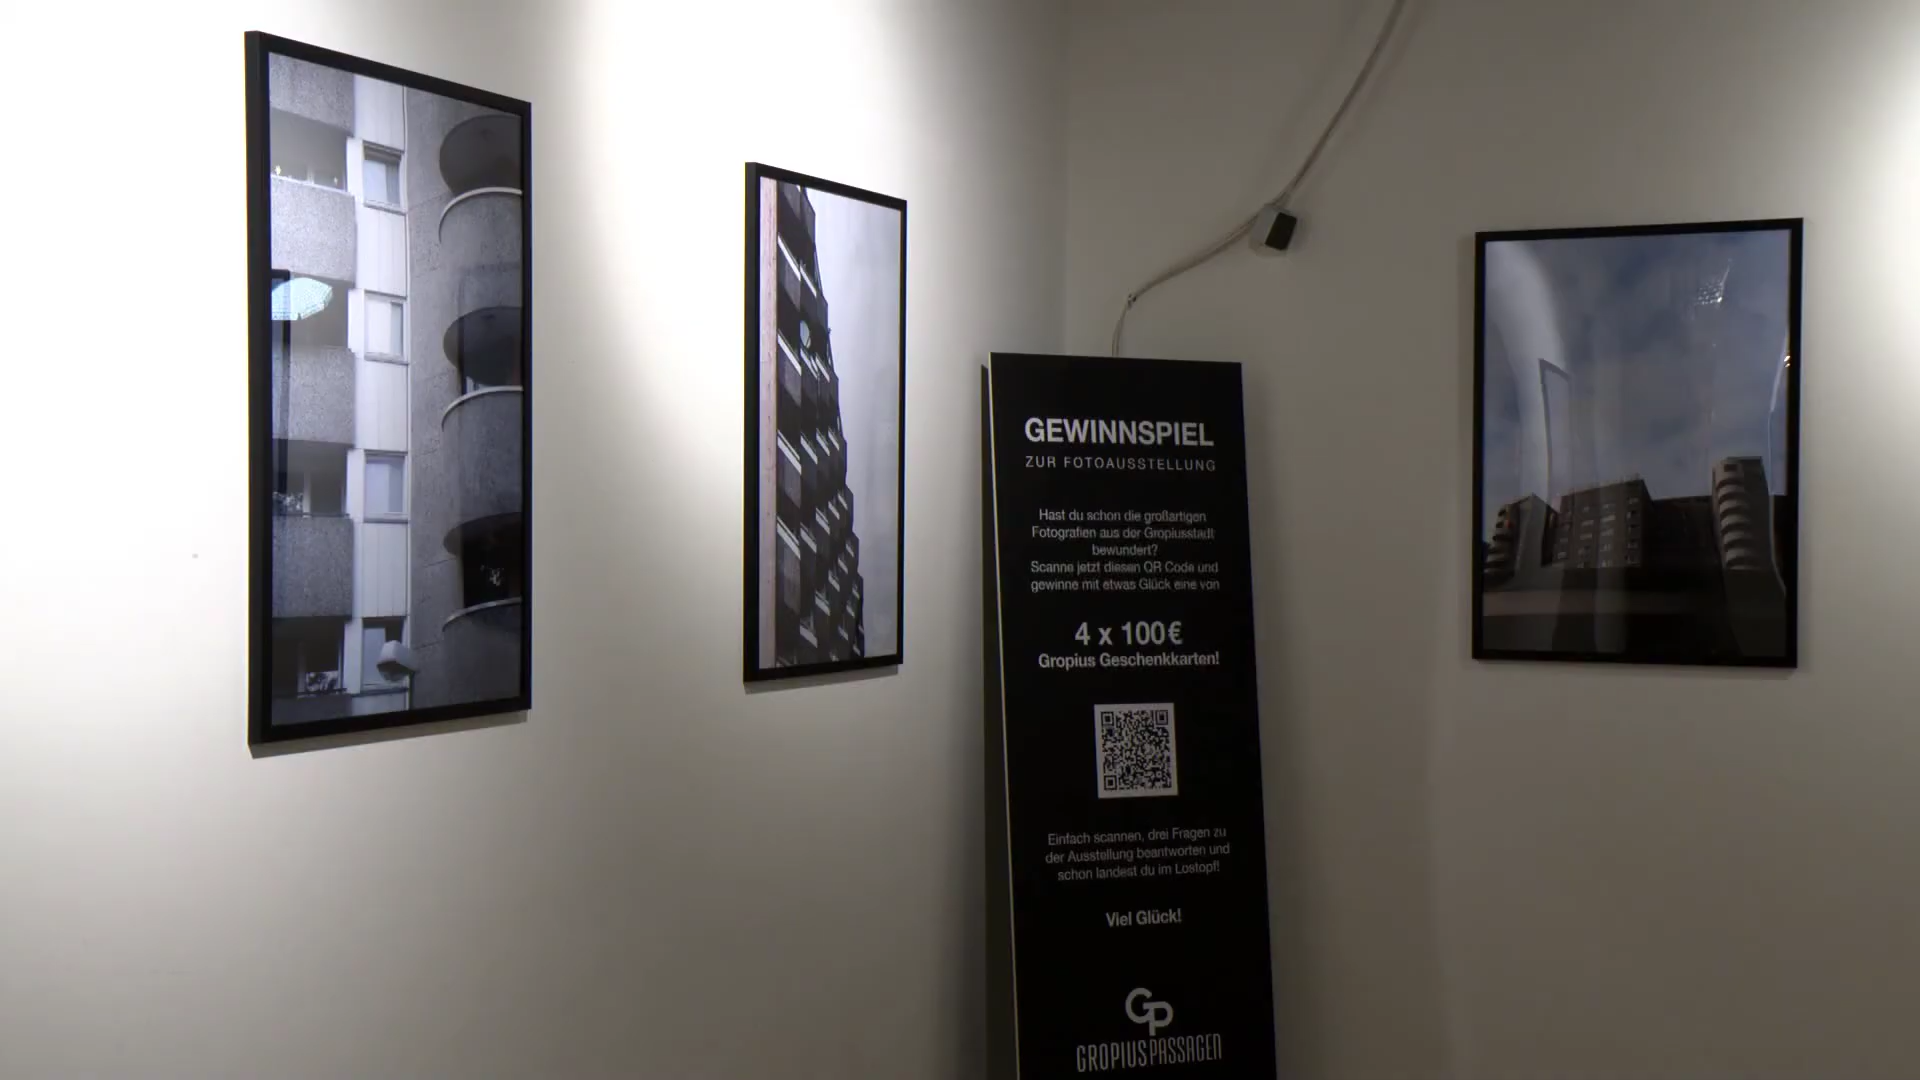 GEWINNSPIEL
ZUR FOTOAUSSTELLUNG
Hast du schon die großartigen
Fotografien aus der Gropiusstadt
bewundert?
Scanne jetzt diesen QR Code und
gewinne mit etwas Glück eine von
4 x 100€
Gropius Geschenkkarten!
Einfach scannen, drei Fragen zu
der Ausstellung beantworten und
schon landest du im Lostopf!
Viel Glück!
GP
GROPIUS PASSAGEN